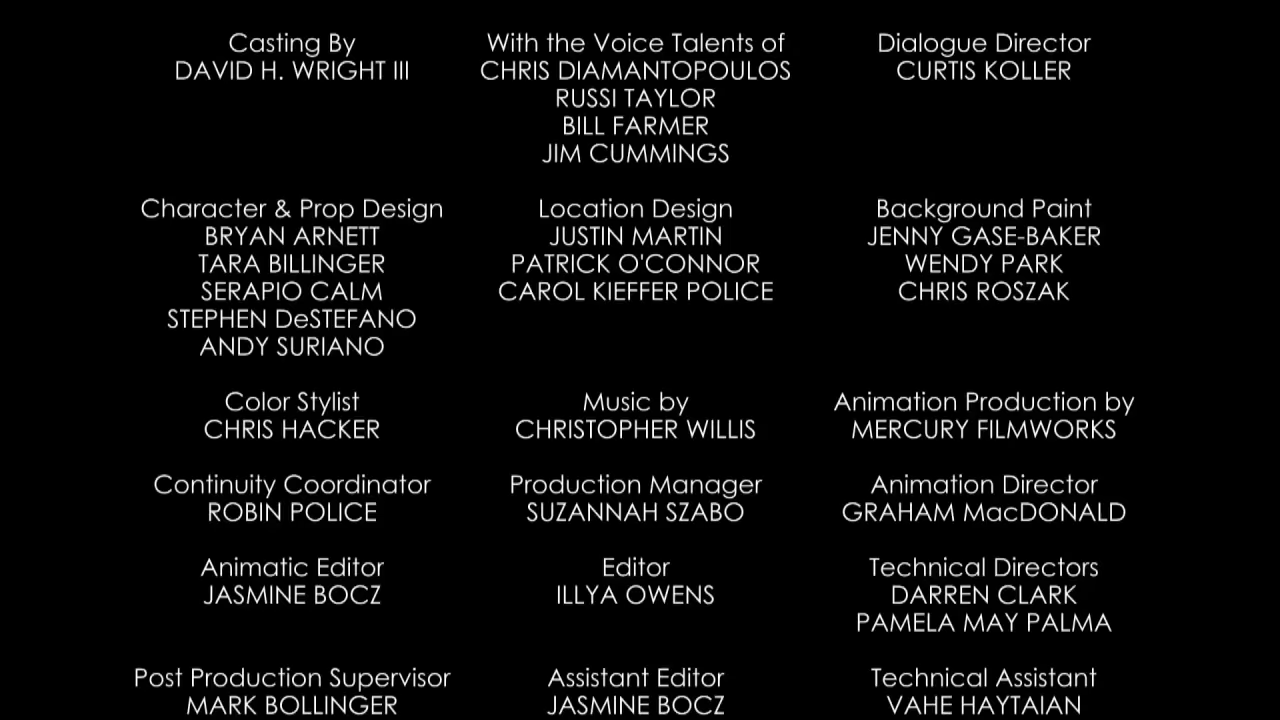 Casting By
DAVID H. WRIGHT III
With the Voice Talents of
CHRIS DIAMANTOPOULOS
RUSSI TAYLOR
BILL FARMER
JIM CUMMINGS
Dialogue Director
CURTIS KOLLER
Character & Prop Design
BRYAN ARNETT
TARA BILLINGER
SERAPIO CALM
STEPHEN DeSTEFANO
ANDY SURIANO
Location Design
JUSTIN MARTIN
PATRICK O'CONNOR
CAROL KIEFFER POLICE
Background Paint
JENNY GASE-BAKER
WENDY PARK
CHRIS ROSZAK
Color Stylist
CHRIS HACKER
Music by
CHRISTOPHER WILLIS
Animation Production by
MERCURY FILMWORKS
Continuity Coordinator
ROBIN POLICE
Production Manager
SUZANNAH SZABO
Animation Director
GRAHAM MacDONALD
Animatic Editor
JASMINE BOCZ
Editor
ILLYA OWENS
Technical Directors
DARREN CLARK
PAMELA MAY PALMA
Post Production Supervisor
MARK BOLLINGER
Assistant Editor
JASMINE BOCZ
Technical Assistant
VAHE HAYTAIAN